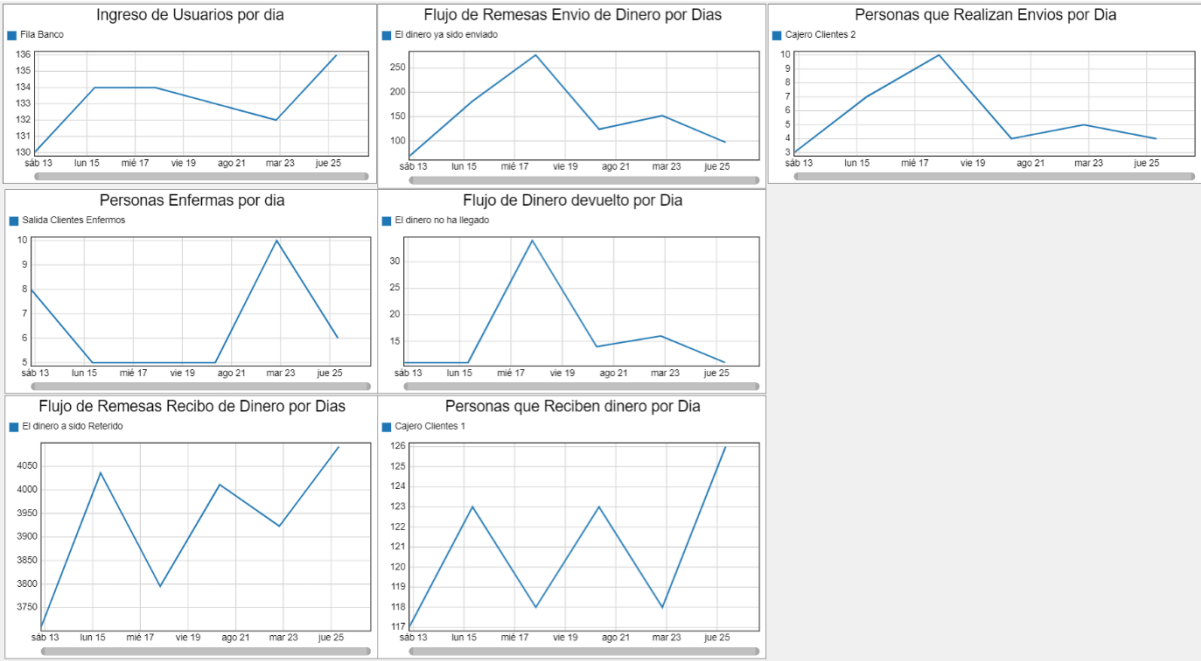 Ingreso de Usuarios por dia
Fila Banco
136
135
134
133
132
131
130
sáb 13 lun 15 mié 17 vie 19 ago 21 mar 23 jue 25
Flujo de Remesas Envio de Dinero por Dias
El dinero ya sido enviado
250
200
150
100
sáb 13 lun 15 mié 17 vie 19 ago 21 mar 23 jue 25
Personas que Realizan Envios por Dia
Cajero Clientes 2
10
9
8
7
6
5
4
3
sáb 13 lun 15 mié 17 vie 19 ago 21 mar 23 jue 25
Personas Enfermas por dia
Salida Clientes Enfermos
10
9
8
7
6
5
sáb 13 lun 15 mié 17 vie 19 ago 21 mar 23 jue 25
Flujo de Dinero devuelto por Dia
El dinero no ha llegado
30
25
20
15
sáb 13 lun 15 mié 17 vie 19 ago 21 mar 23 jue 25
Flujo de Remesas Recibo de Dinero por Dias
El dinero a sido Reterido
4050
4000
3950
3900
3850
3800
3750
sáb 13 lun 15 mié 17 vie 19 ago 21 mar 23 jue 25
Personas que Reciben dinero por Dia
Cajero Clientes 1
126
125
124
123
122
121
120
119
118
117
sáb 13 lun 15 mié 17 vie 19 ago 21 mar 23 jue 25